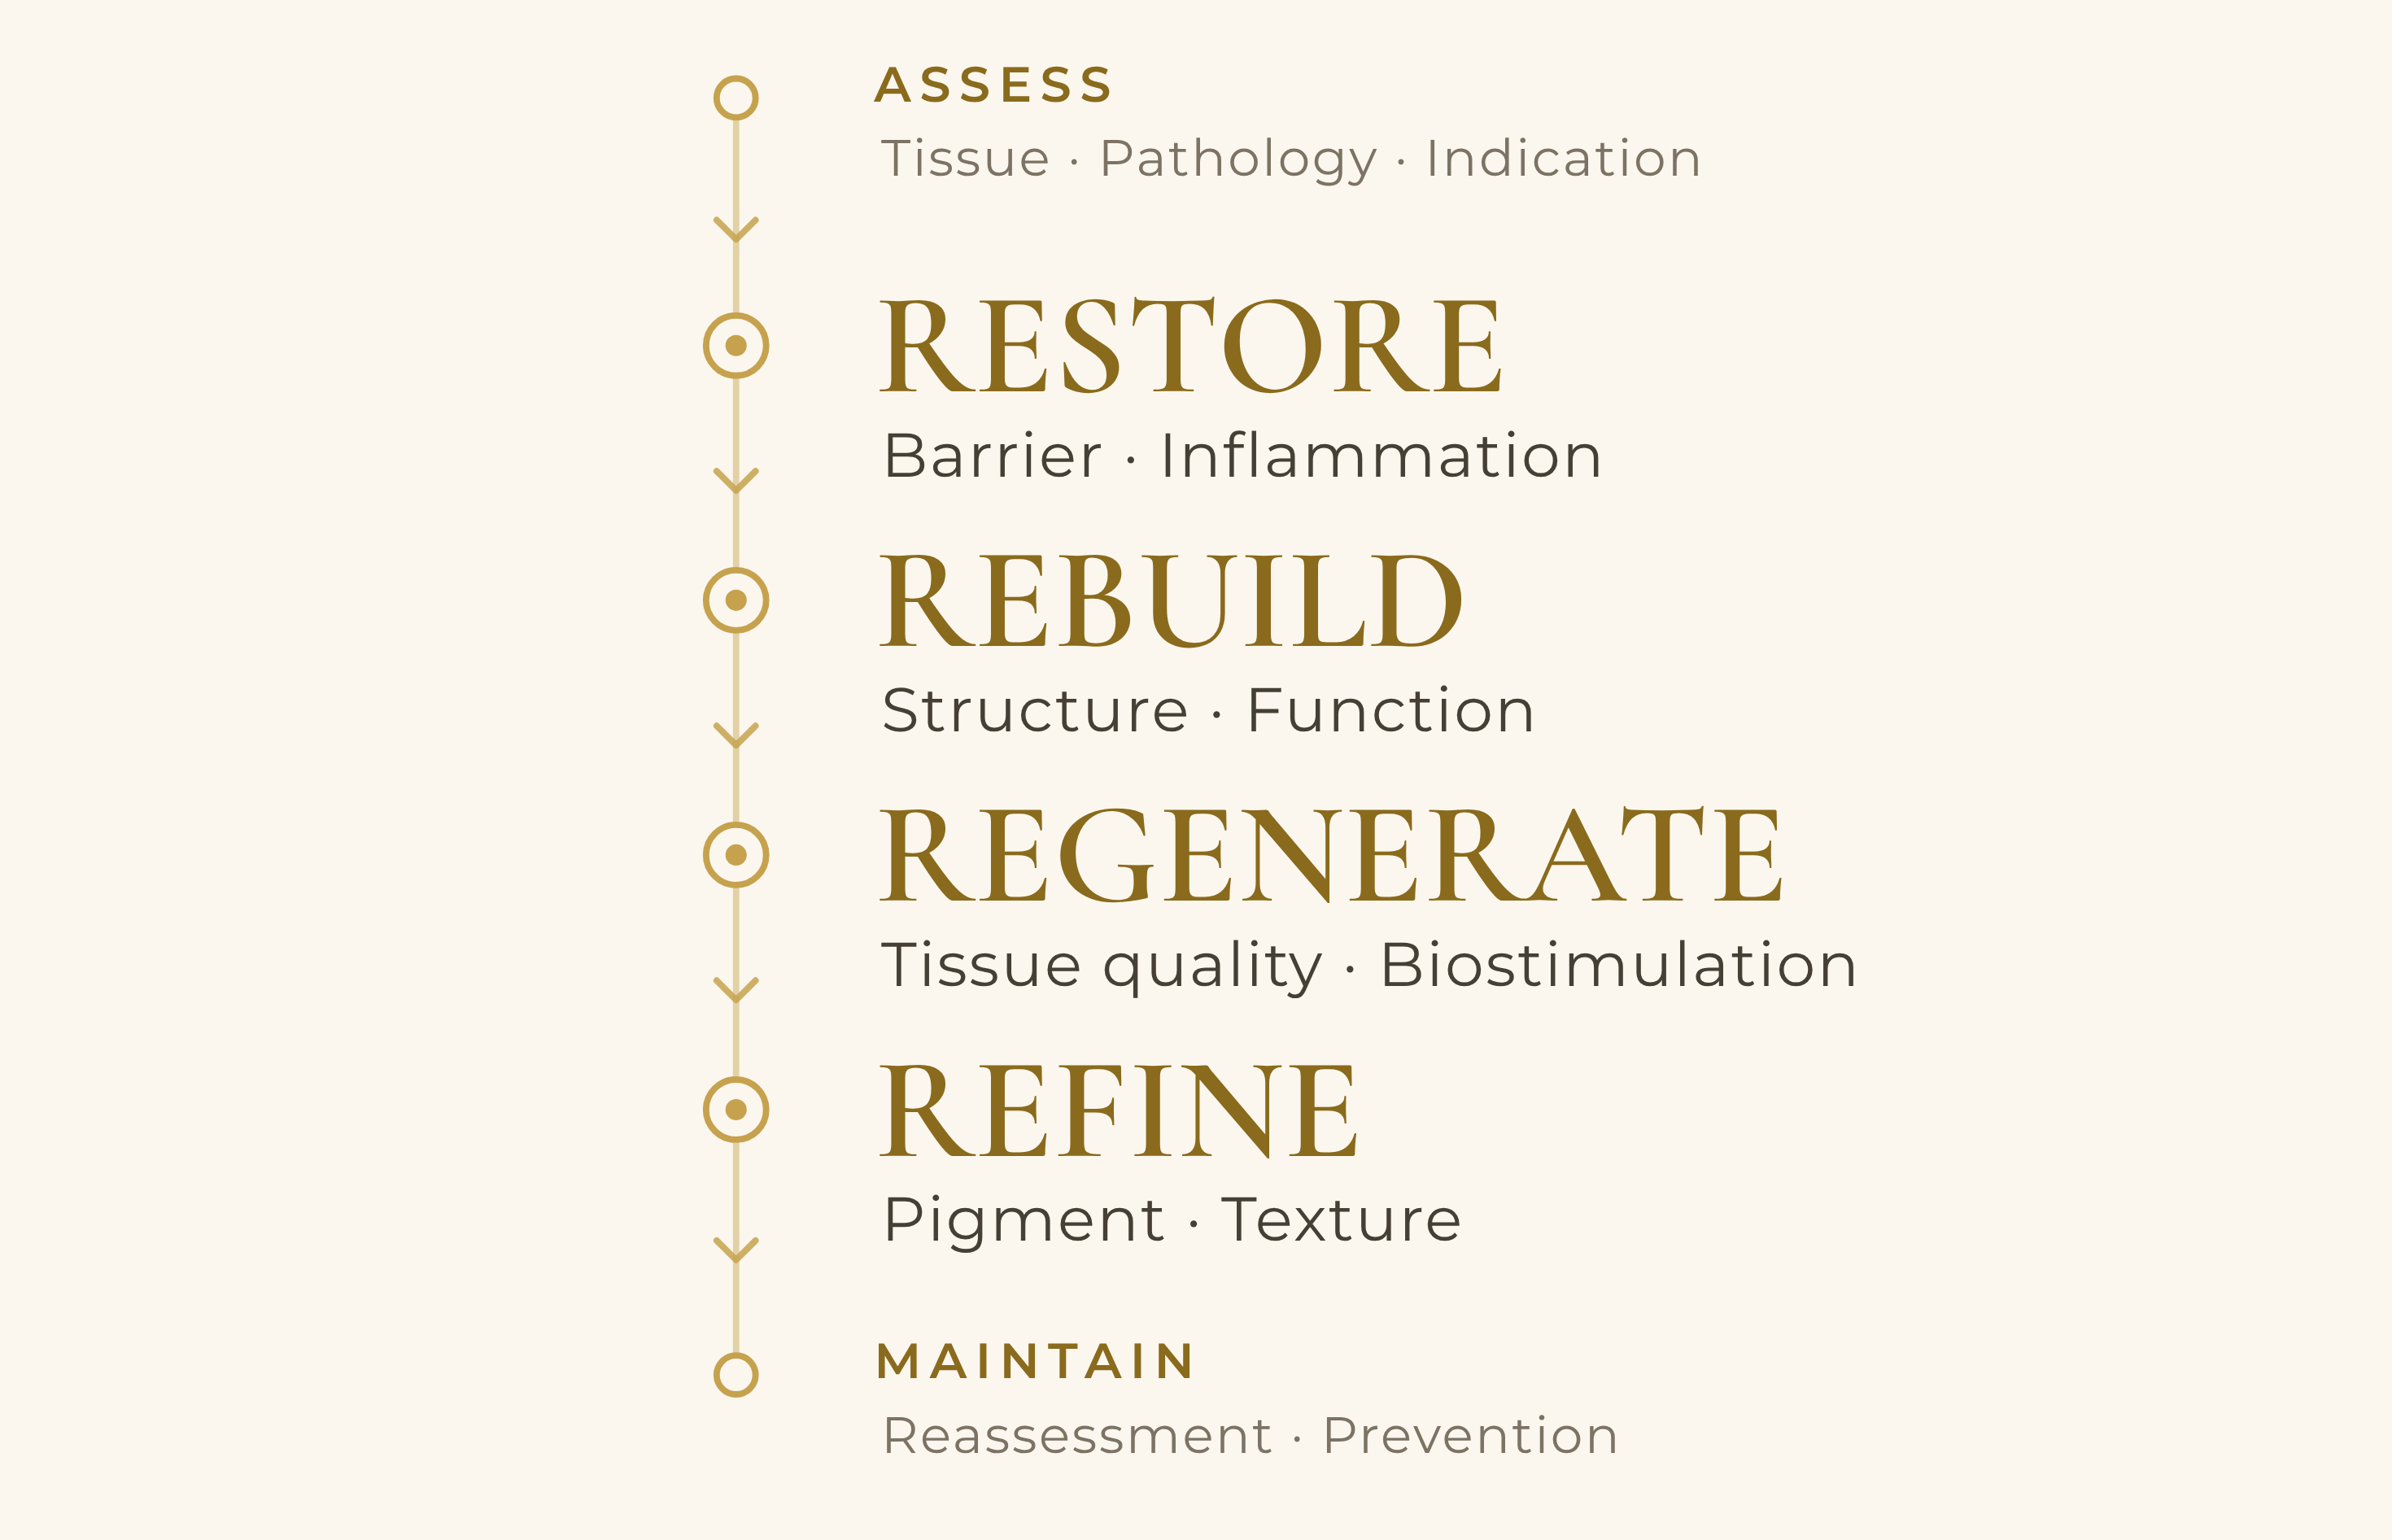 ASSESS
Tissue · Pathology · Indication
RESTORE
Barrier · Inflammation
REBUILD
Structure · Function
REGENERATE
Tissue quality · Biostimulation
REFINE
Pigment · Texture
MAINTAIN
Reassessment · Prevention